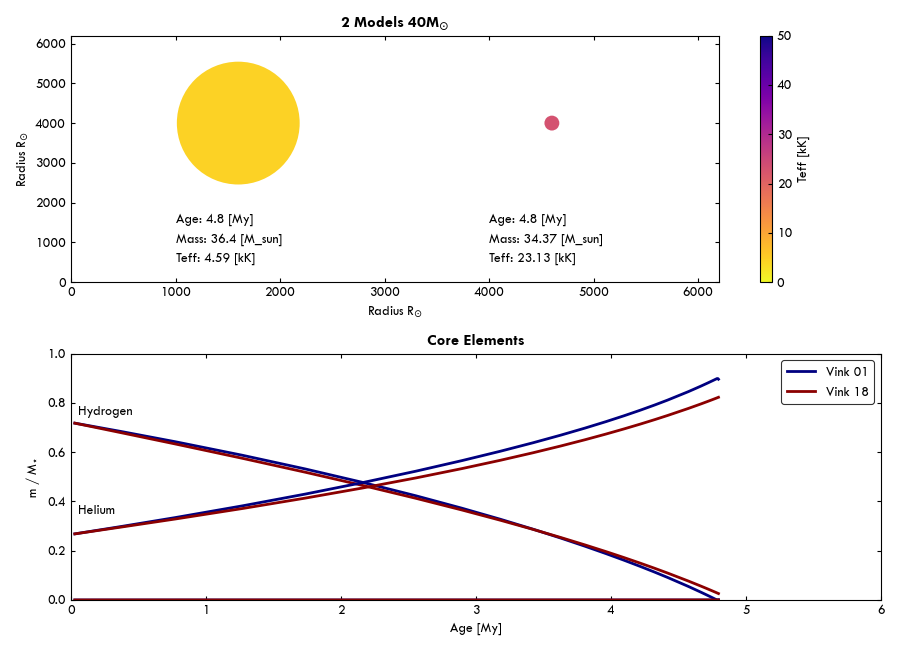 2 Models 40M☉
6000
5000
4000
3000
2000
1000
0
Radius R☉
Age: 4.8 [My]
Mass: 36.4 [M_sun]
Teff: 4.59 [kK]
Age: 4.8 [My]
Mass: 34.37 [M_sun]
Teff: 23.13 [kK]
0 1000 2000 3000 4000 5000 6000
Radius R☉
50
40
30
20
10
0
Teff [kK]
Core Elements
1.0
0.8
0.6
0.4
0.2
0.0
m / M⋆
Hydrogen
Helium
Vink 01
Vink 18
0 1 2 3 4 5 6
Age [My]